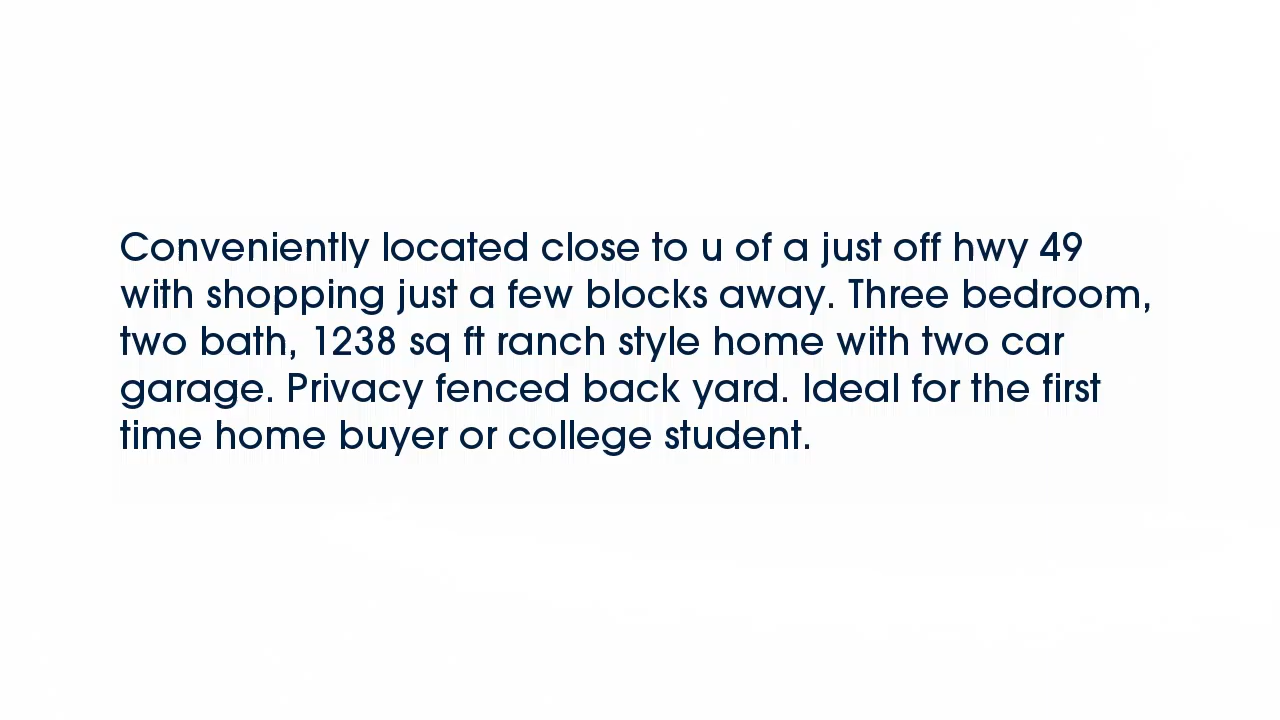 Conveniently located close to u of a just off hwy 49
with shopping just a few blocks away. Three bedroom,
two bath, 1238 sq ft ranch style home with two car
garage. Privacy fenced back yard. Ideal for the first
time home buyer or college student.